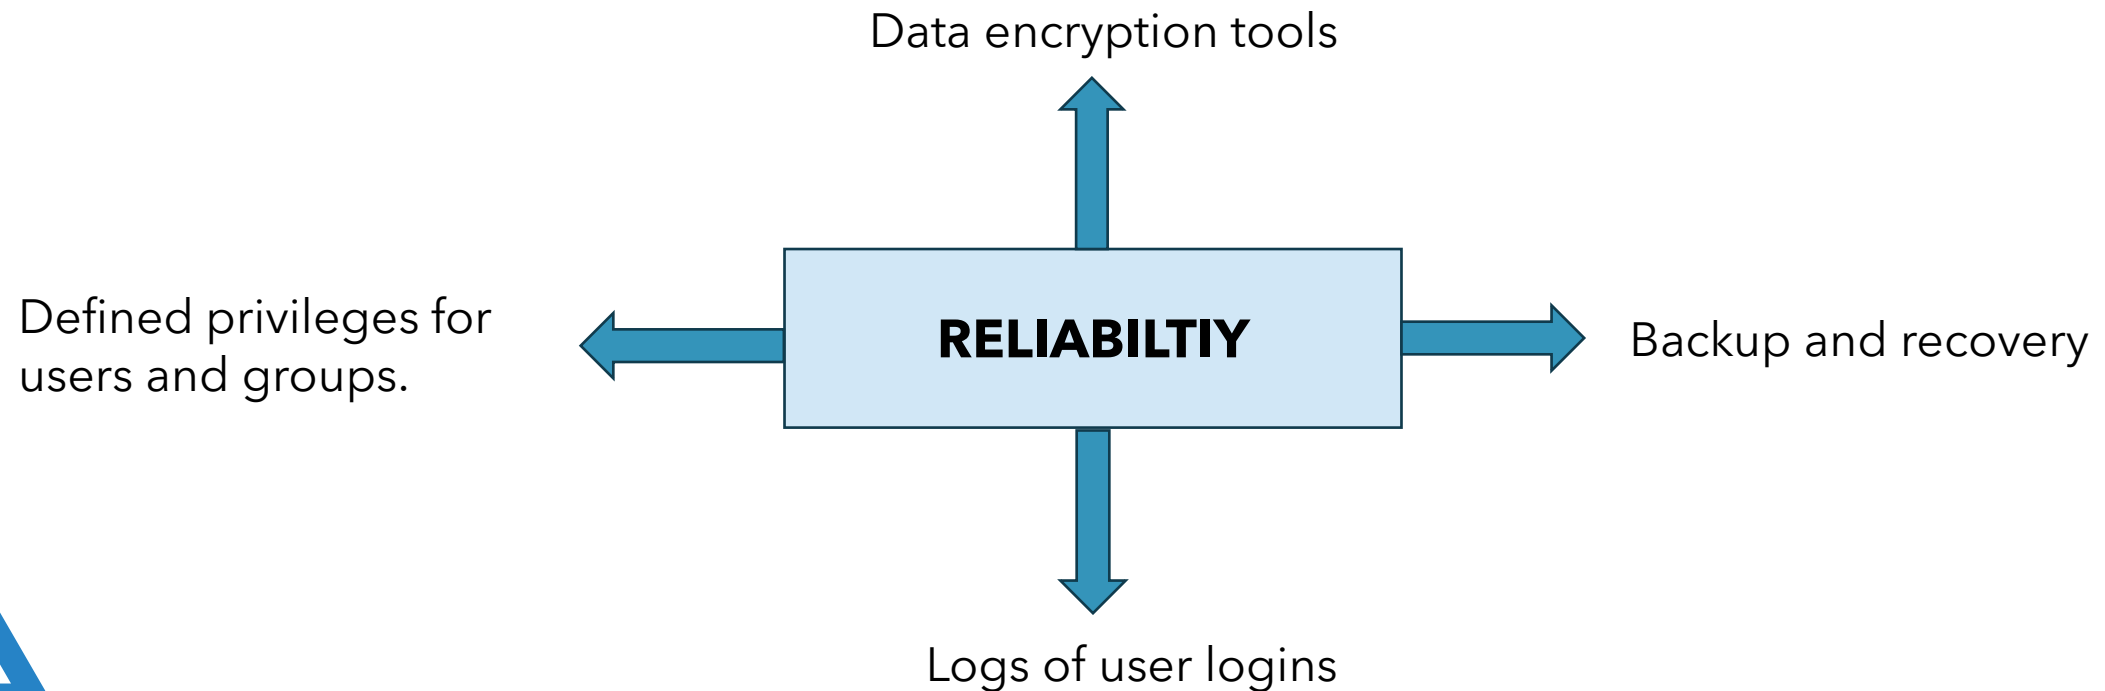 Data encryption tools
Defined privileges for
users and groups.
RELIABILTIY
Backup and recovery
Logs of user logins